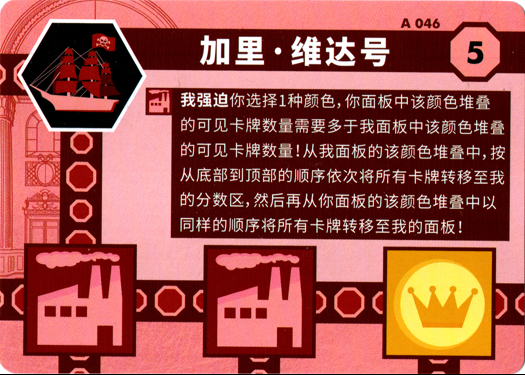 A 046
加里·维达号
5
我强迫你选择1种颜色,你面板中该颜色堆叠
的可见卡牌数量需要多于我面板中该颜色堆叠
的可见卡牌数量!从我面板的该颜色堆叠中,按
从底部到顶部的顺序依次将所有卡牌转移至我
的分数区,然后再从你面板的该颜色堆叠中以
同样的顺序将所有卡牌转移至我的面板!